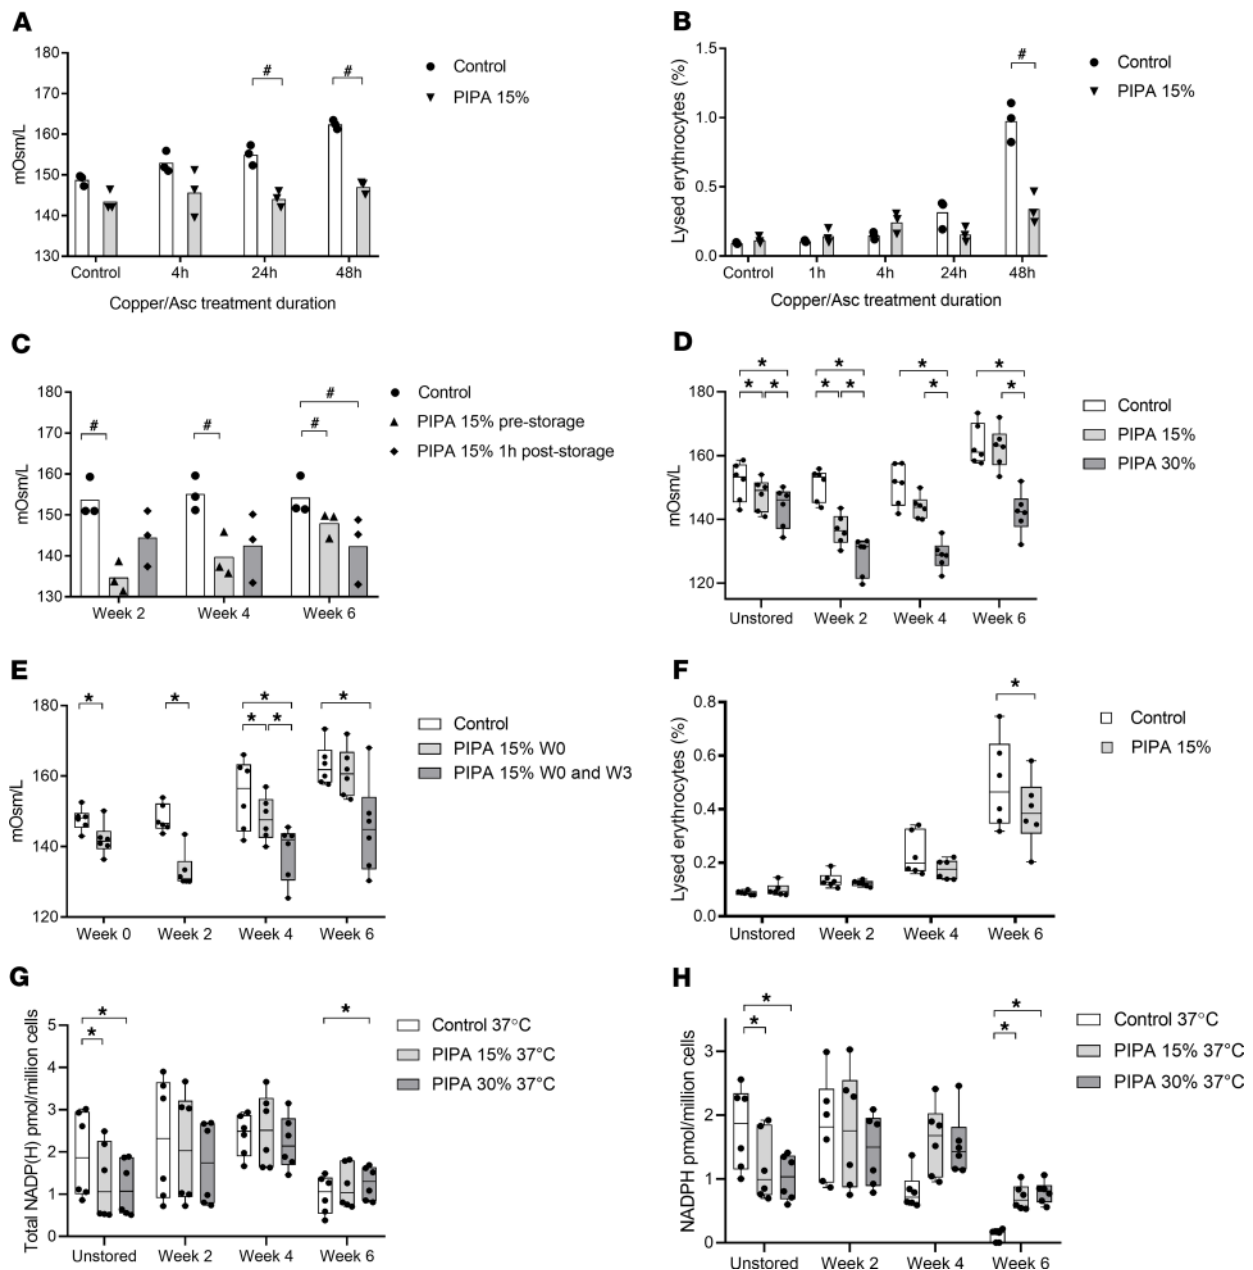 A
180
170
160
150
140
130
mOsm/L
# #
Control
PIPA 15%
Control 4h 24h 48h
Copper/Asc treatment duration
B
1.5
1.0
0.5
0.0
Lysed erythrocytes (%)
#
Control
PIPA 15%
Control 1h 4h 24h 48h
Copper/Asc treatment duration
C
180
170
160
150
140
130
mOsm/L
# # # #
Control
PIPA 15% pre-storage
PIPA 15% 1h post-storage
Week 2 Week 4 Week 6
D
180
160
140
120
mOsm/L
* * * *
* * * * * *
Control
PIPA 15%
PIPA 30%
Unstored Week 2 Week 4 Week 6
E
180
160
140
120
mOsm/L
* * * *
* *
Control
PIPA 15% W0
PIPA 15% W0 and W3
Week 0 Week 2 Week 4 Week 6
F
0.8
0.6
0.4
0.2
0.0
Lysed erythrocytes (%)
*
Control
PIPA 15%
Unstored Week 2 Week 4 Week 6
G
5
4
3
2
1
0
Total NADP(H) pmol/million cells
* *
*
Control 37°C
PIPA 15% 37°C
PIPA 30% 37°C
Unstored Week 2 Week 4 Week 6
H
3
2
1
0
NADPH pmol/million cells
* *
* *
Control 37°C
PIPA 15% 37°C
PIPA 30% 37°C
Unstored Week 2 Week 4 Week 6